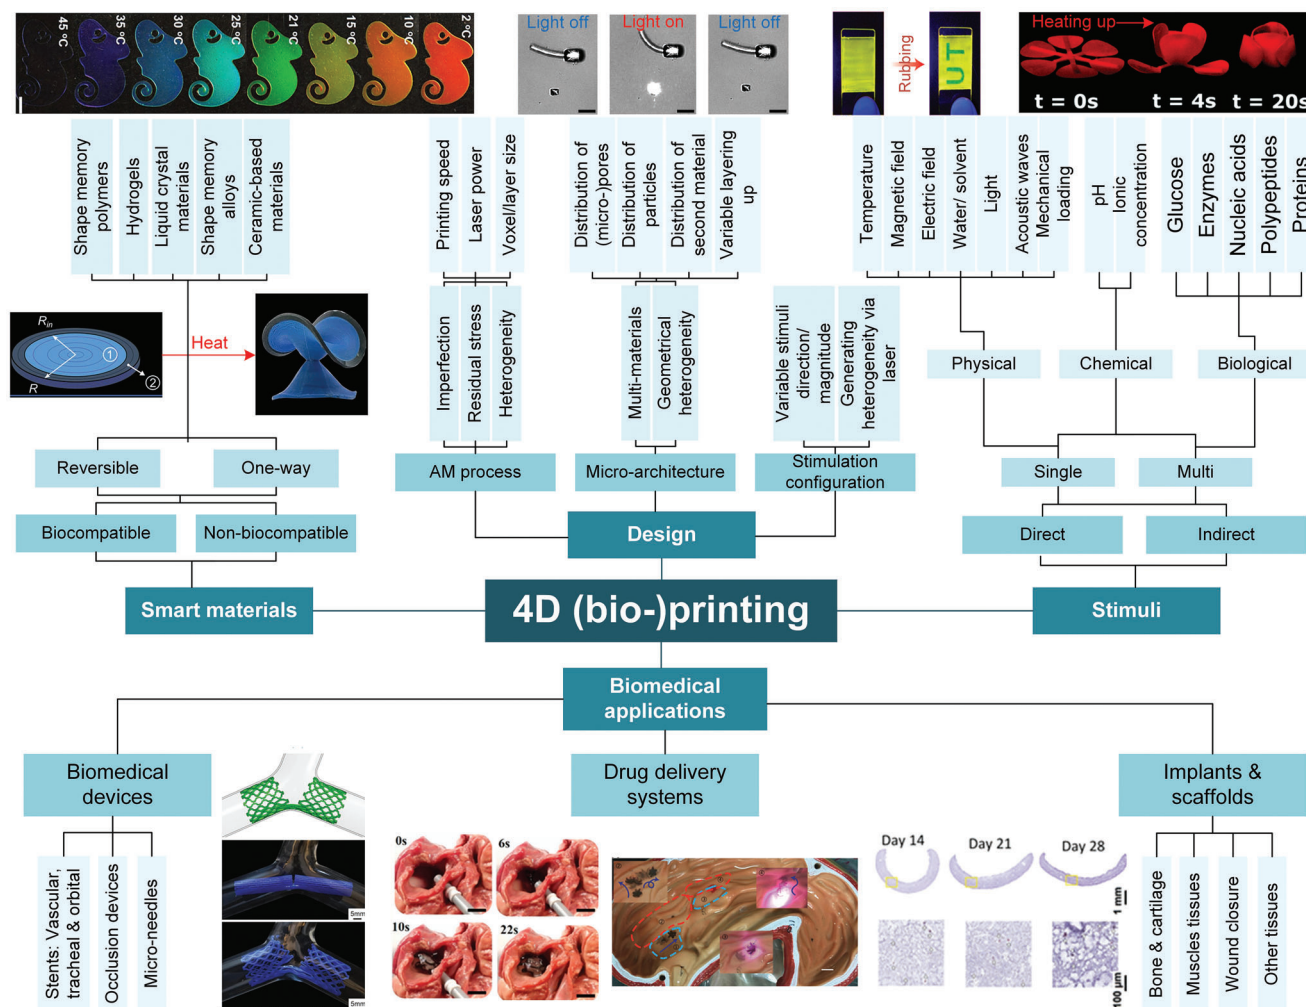 45 °C
35 °C
30 °C
25 °C
21 °C
15 °C
10 °C
2 °C
Light off
Light on
Light off
Rubbing
UT
Heating up
t = 0s
t = 4s
t = 20s
Shape memory
polymers
Hydrogels
Liquid crystal
materials
Shape memory
alloys
Ceramic-based
materials
Printing speed
Laser power
Voxel/layer size
Distribution of
(micro-)pores
Distribution of
particles
Distribution of
second material
Variable layering
up
Temperature
Magnetic field
Electric field
Water/ solvent
Light
Acoustic waves
Mechanical
loading
pH
Ionic
concentration
Glucose
Enzymes
Nucleic acids
Polypeptides
Proteins
R_in
1
R
2
Heat
Imperfection
Residual stress
Heterogeneity
Multi-materials
Geometrical
heterogeneity
Variable stimuli
direction/
magnitude
Generating
heterogeneity via
laser
Physical
Chemical
Biological
Reversible
One-way
AM process
Micro-architecture
Stimulation
configuration
Single
Multi
Biocompatible
Non-biocompatible
Design
Direct
Indirect
Smart materials
4D (bio-)printing
Stimuli
Biomedical
applications
Biomedical
devices
Drug delivery
systems
Implants &
scaffolds
Stents: Vascular,
tracheal & orbital
Occlusion devices
Micro-needles
5mm
5mm
0s
6s
10s
22s
Day 14
Day 21
Day 28
1 mm
100 μm
Bone & cartilage
Muscles tissues
Wound closure
Other tissues